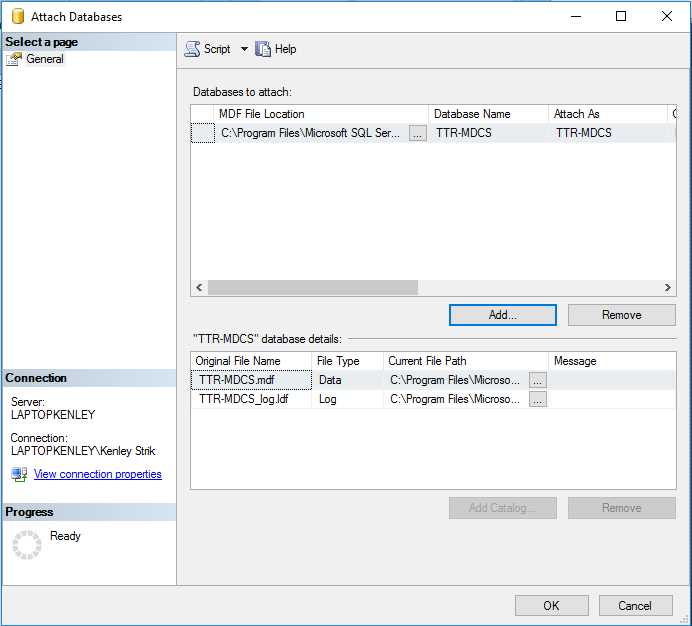 Attach Databases
Select a page
General
Script
Help
Databases to attach:
MDF File Location Database Name Attach As
C:\Program Files\Microsoft SQL Ser... ... TTR-MDCS TTR-MDCS
Add... Remove
"TTR-MDCS" database details:
Original File Name File Type Current File Path Message
TTR-MDCS.mdf Data C:\Program Files\Microso... ...
TTR-MDCS_log.ldf Log C:\Program Files\Microso... ...
Add Catalog... Remove
Connection
Server:
LAPTOPKENLEY
Connection:
LAPTOPKENLEY\Kenley Strik
View connection properties
Progress
Ready
OK Cancel